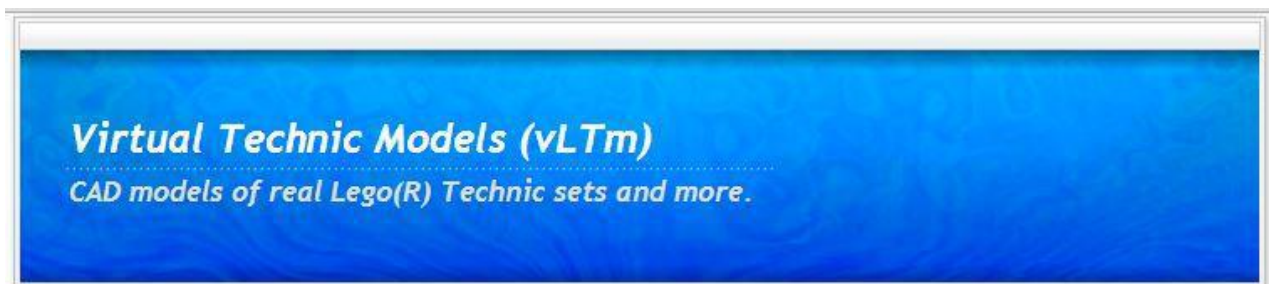 Virtual Technic Models (vLTm)
CAD models of real Lego(R) Technic sets and more.